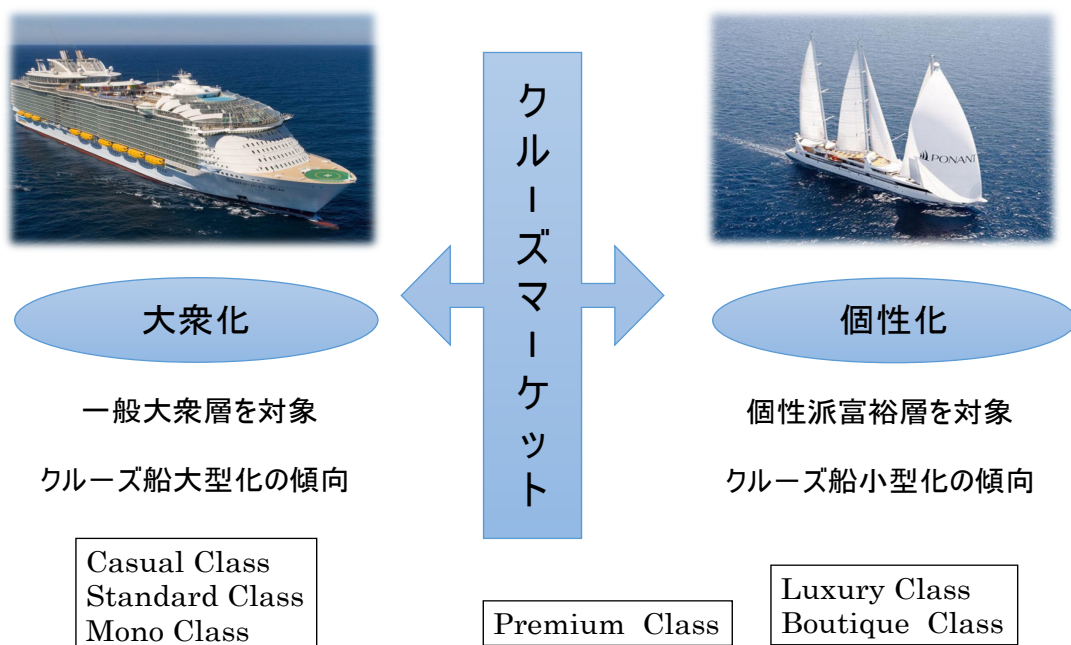 クルーズマーケット
PONANT
大衆化
個性化
一般大衆層を対象
個性派富裕層を対象
クルーズ船大型化の傾向
クルーズ船小型化の傾向
Casual Class
Standard Class
Mono Class
Premium Class
Luxury Class
Boutique Class